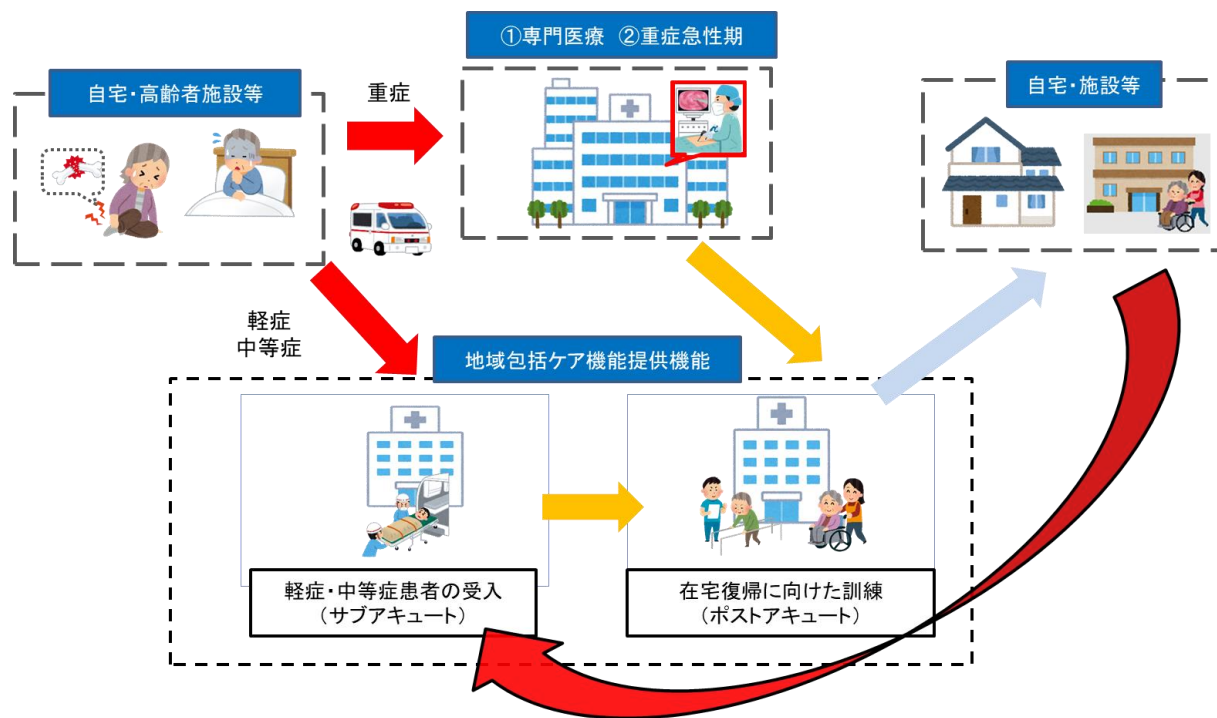 ①専門医療 ②重症急性期
自宅・高齢者施設等
重症
自宅・施設等
軽症
中等症
地域包括ケア機能提供機能
軽症・中等症患者の受入
(サブアキュート)
在宅復帰に向けた訓練
(ポストアキュート)